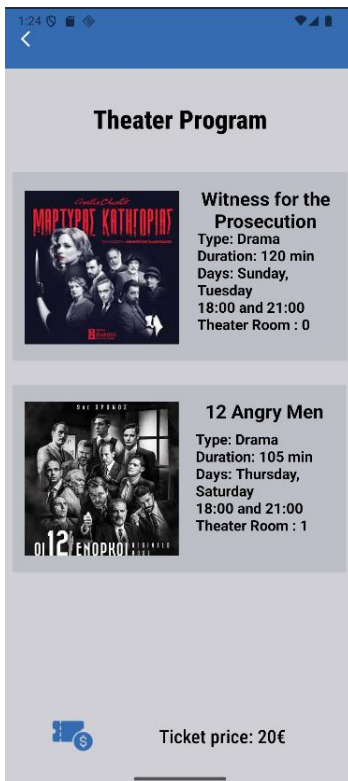 1:24
Theater Program
Agatha Christie
ΜΑΡΤΥΡΑΣ ΚΑΤΗΓΟΡΙΑΣ
Witness for the
Prosecution
Type: Drama
Duration: 120 min
Days: Sunday,
Tuesday
18:00 and 21:00
Theater Room : 0
9ος ΧΡΟΝΟΣ
ΟΙ 12 ΕΝΟΡΚΟΙ
12 Angry Men
Type: Drama
Duration: 105 min
Days: Thursday,
Saturday
18:00 and 21:00
Theater Room : 1
Ticket price: 20€